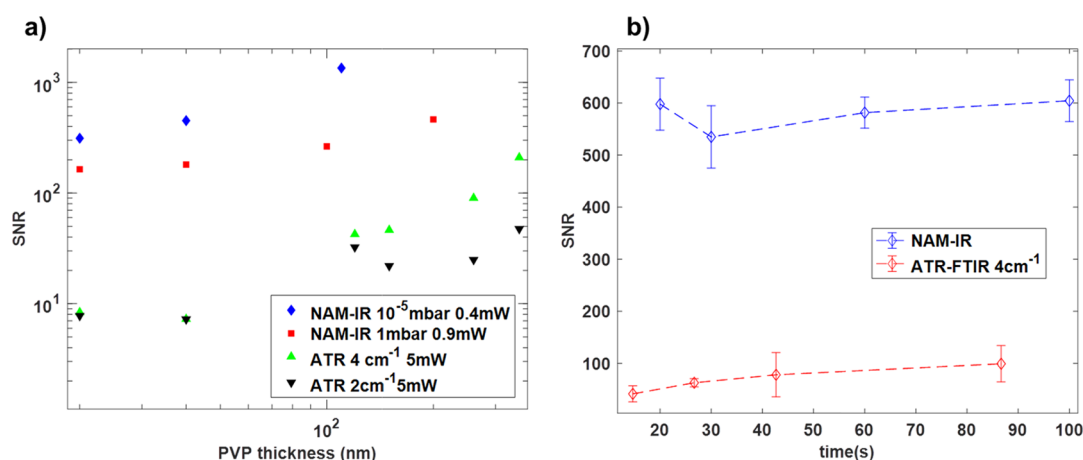 a)
SNR
10³
10²
10¹
NAM-IR 10⁻⁵mbar 0.4mW
NAM-IR 1mbar 0.9mW
ATR 4 cm⁻¹ 5mW
ATR 2cm⁻¹5mW
10²
PVP thickness (nm)
b)
SNR
700
600
500
400
300
200
100
NAM-IR
ATR-FTIR 4cm⁻¹
20 30 40 50 60 70 80 90 100
time(s)